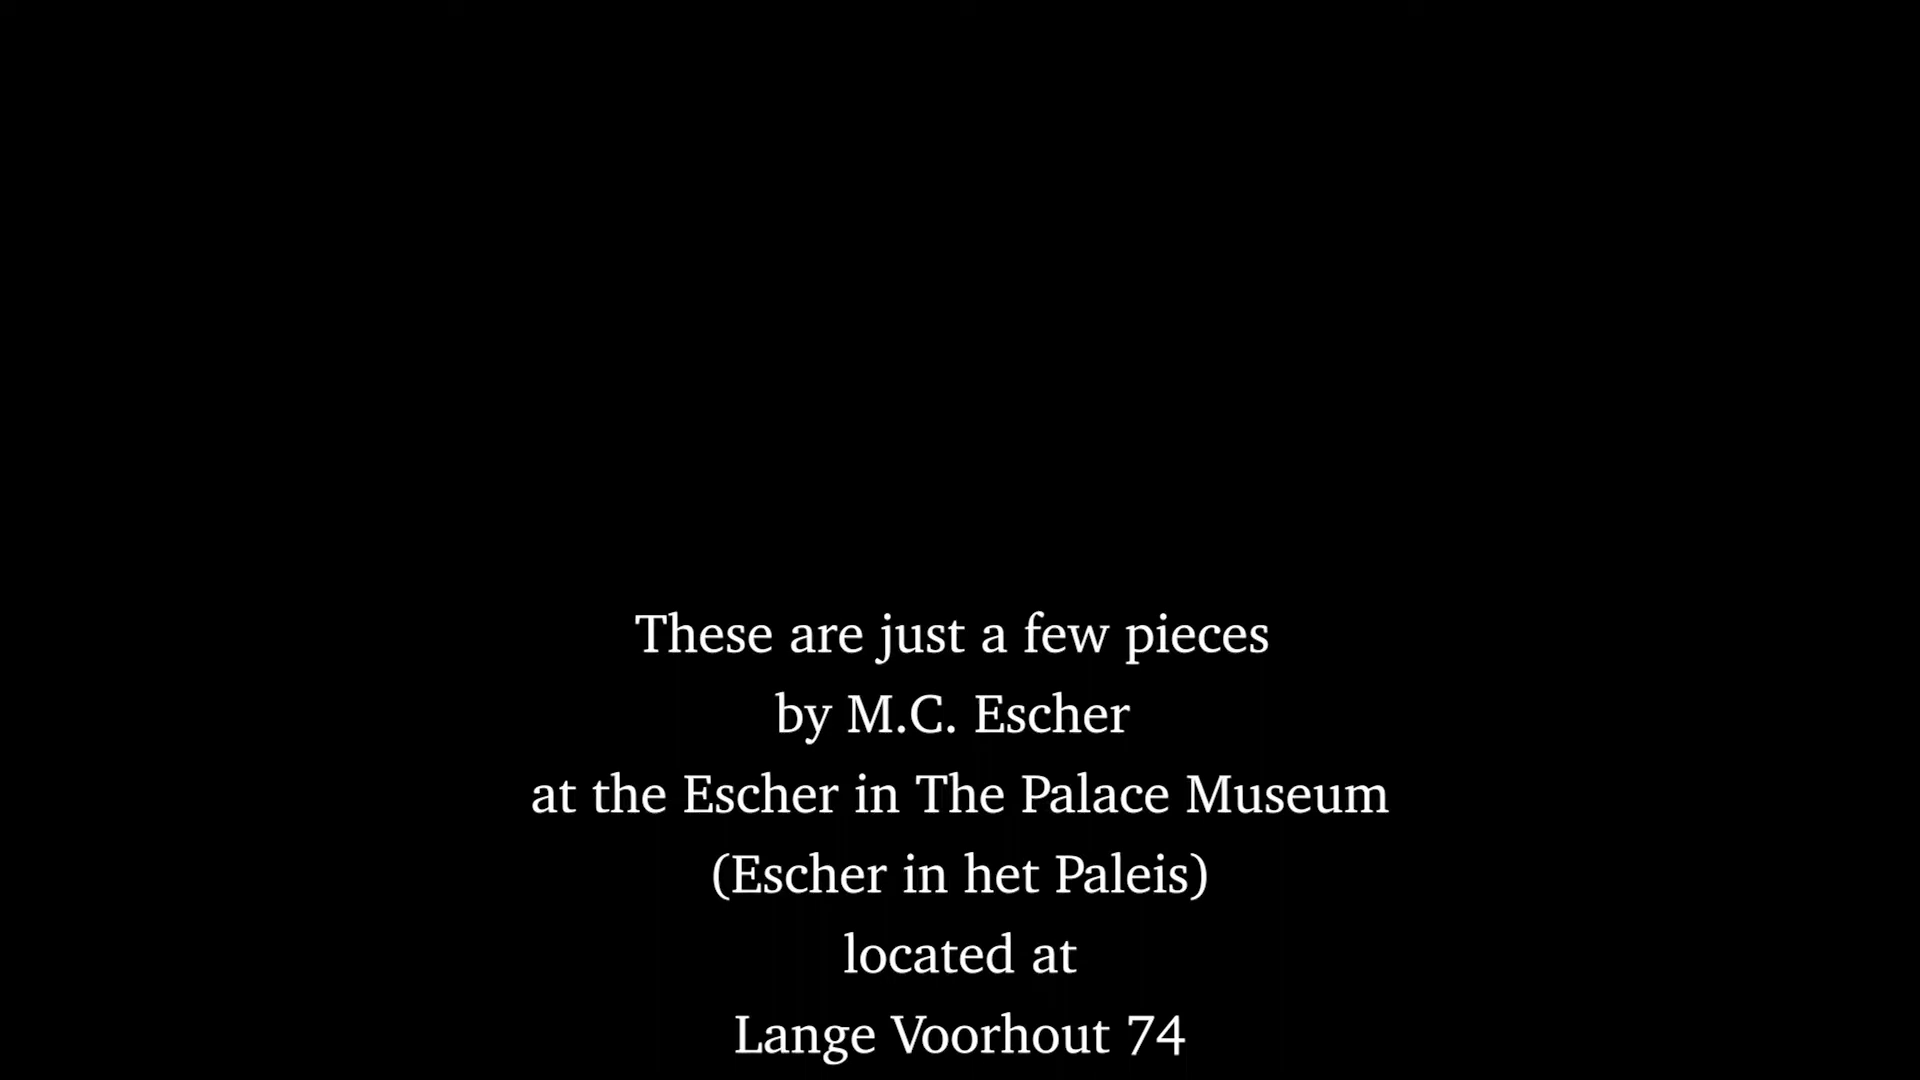 These are just a few pieces
by M.C. Escher
at the Escher in The Palace Museum
(Escher in het Paleis)
located at
Lange Voorhout 74